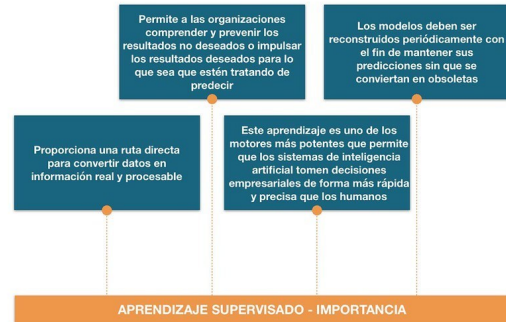 Permite a las organizaciones
comprender y prevenir los
resultados no deseados o impulsar
los resultados deseados para lo
que sea que estén tratando de
predecir
Los modelos deben ser
reconstruidos periódicamente con
el fin de mantener sus
predicciones sin que se
conviertan en obsoletas
Proporciona una ruta directa
para convertir datos en
información real y procesable
Este aprendizaje es uno de los
motores más potentes que permite
que los sistemas de inteligencia
artificial tomen decisiones
empresariales de forma más rápida
y precisa que los humanos
APRENDIZAJE SUPERVISADO - IMPORTANCIA